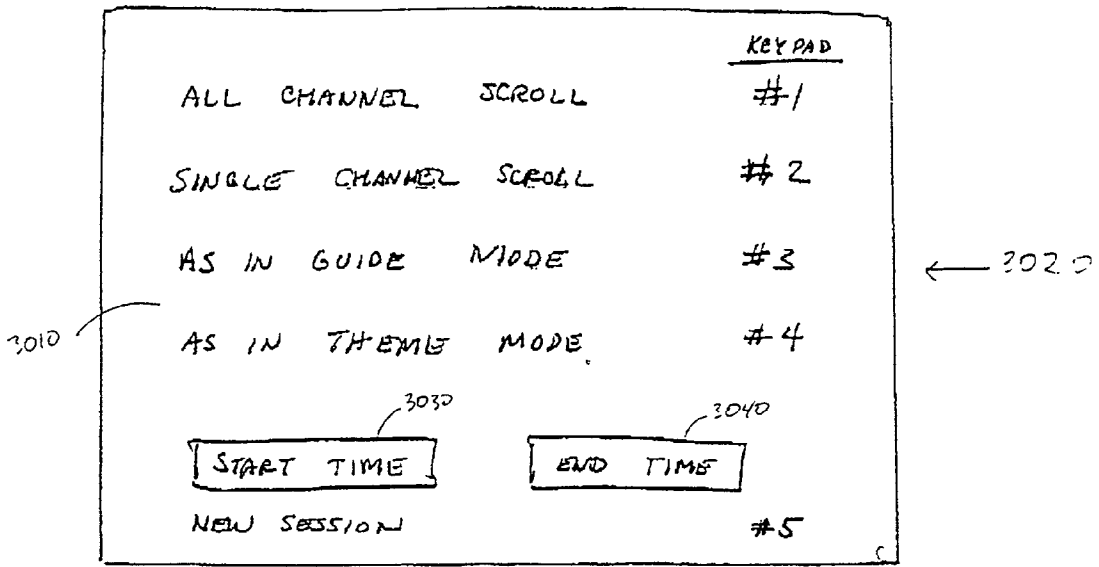 KEYPAD
ALL CHANNEL SCROLL #1
SINGLE CHANNEL SCROLL #2
AS IN GUIDE MODE #3
3020
3010
AS IN THEME MODE #4
3030 3040
START TIME END TIME
NEW SESSION #5